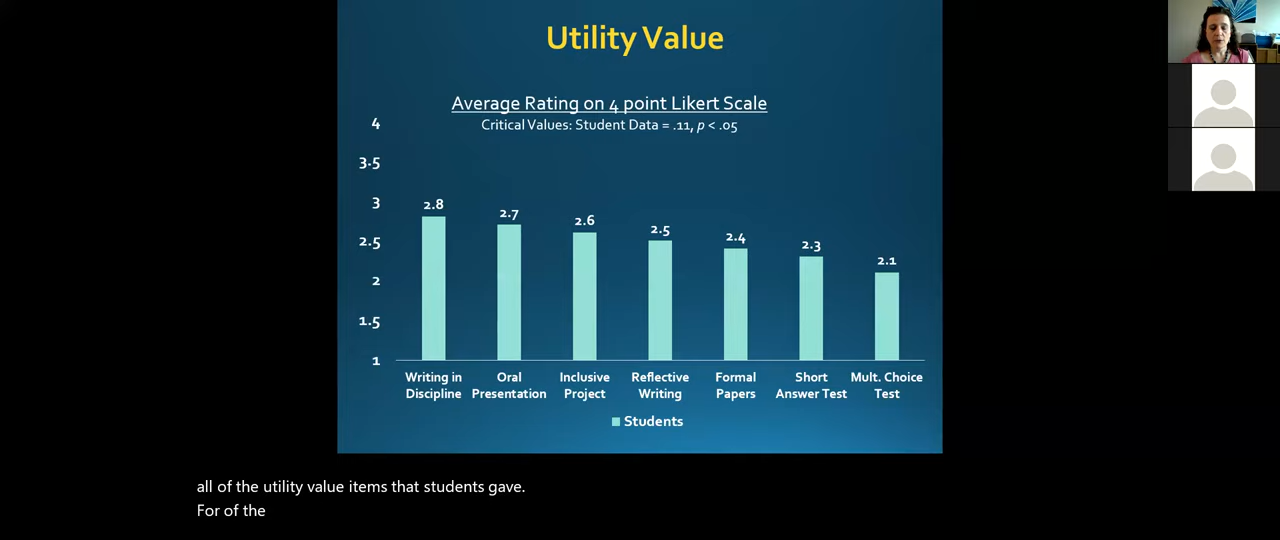 Utility Value
Average Rating on 4 point Likert Scale
Critical Values: Student Data = .11, p < .05
4
3.5
3
2.5
2
1.5
1
2.8
2.7
2.6
2.5
2.4
2.3
2.1
Writing in Discipline
Oral Presentation
Inclusive Project
Reflective Writing
Formal Papers
Short Answer Test
Mult. Choice Test
Students
all of the utility value items that students gave.
For of the